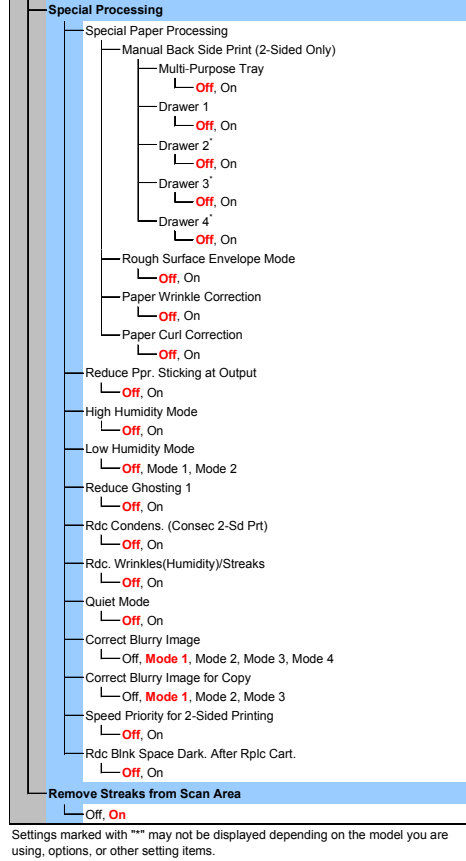 Special Processing
Special Paper Processing
Manual Back Side Print (2-Sided Only)
Multi-Purpose Tray
Off, On
Drawer 1
Off, On
Drawer 2*
Off, On
Drawer 3*
Off, On
Drawer 4*
Off, On
Rough Surface Envelope Mode
Off, On
Paper Wrinkle Correction
Off, On
Paper Curl Correction
Off, On
Reduce Ppr. Sticking at Output
Off, On
High Humidity Mode
Off, On
Low Humidity Mode
Off, Mode 1, Mode 2
Reduce Ghosting 1
Off, On
Rdc Condens. (Consec 2-Sd Prt)
Off, On
Rdc. Wrinkles(Humidity)/Streaks
Off, On
Quiet Mode
Off, On
Correct Blurry Image
Off, Mode 1, Mode 2, Mode 3, Mode 4
Correct Blurry Image for Copy
Off, Mode 1, Mode 2, Mode 3
Speed Priority for 2-Sided Printing
Off, On
Rdc Blnk Space Dark. After Rplc Cart.
Off, On
Remove Streaks from Scan Area
Off, On
Settings marked with "*" may not be displayed depending on the model you are
using, options, or other setting items.